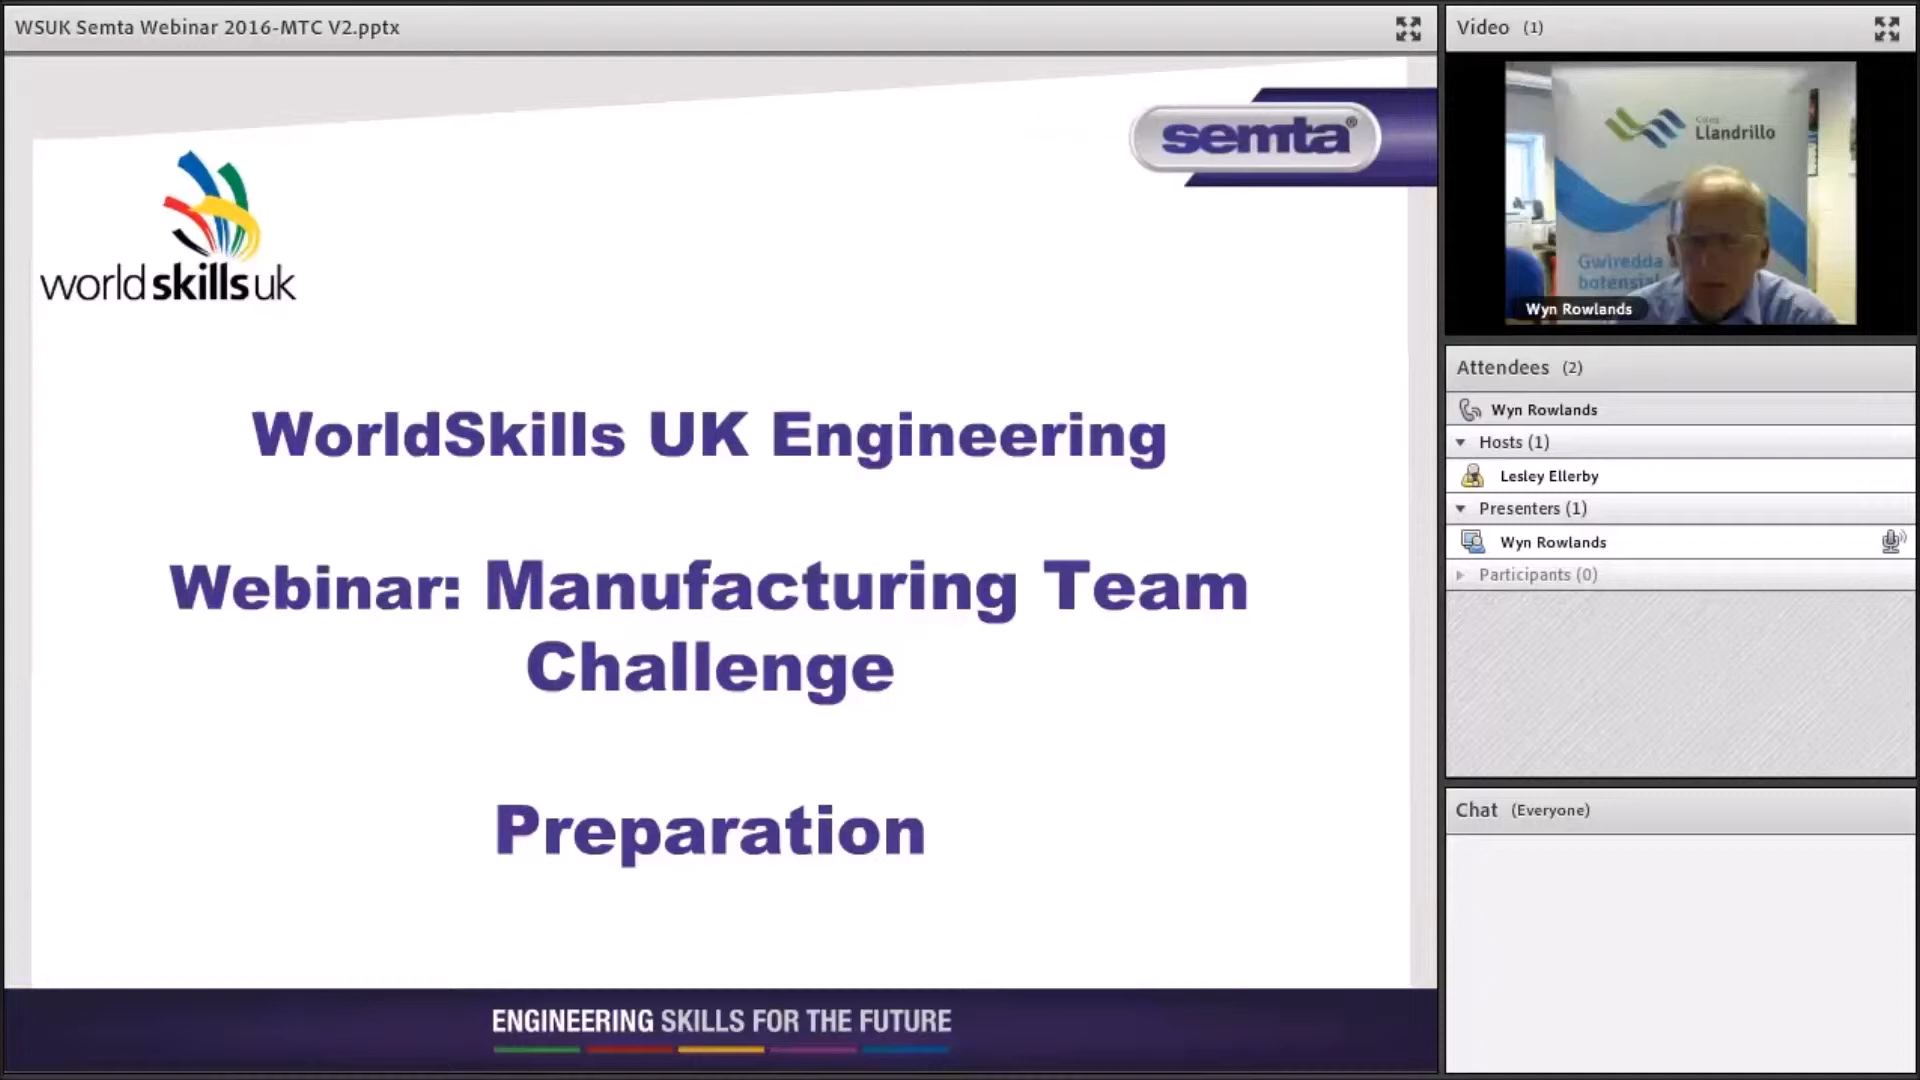 WSUK Semta Webinar 2016-MTC V2.pptx
semta®
worldskillsuk
WorldSkills UK Engineering
Webinar: Manufacturing Team
Challenge
Preparation
ENGINEERING SKILLS FOR THE FUTURE
Video (1)
Coleg
Llandrillo
Gwiredda
botensial
Wyn Rowlands
Attendees (2)
Wyn Rowlands
Hosts (1)
Lesley Ellerby
Presenters (1)
Wyn Rowlands
Participants (0)
Chat (Everyone)